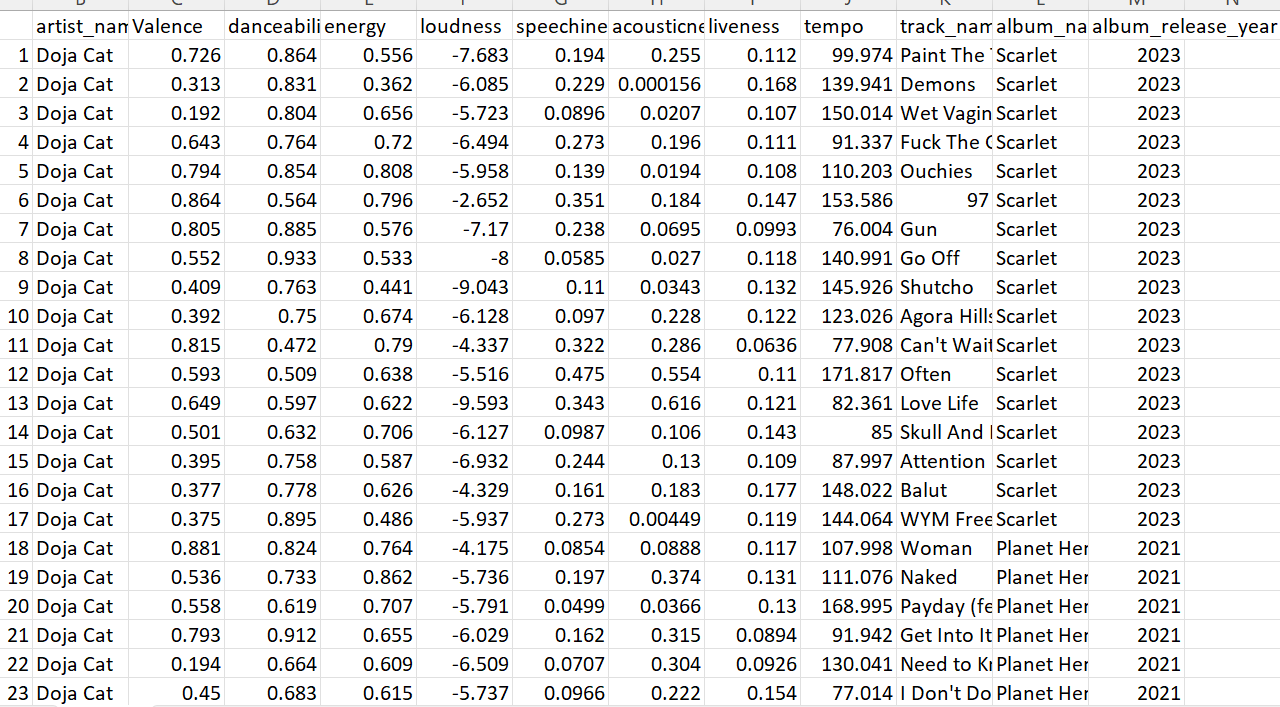 artist_nam Valence danceabili energy loudness speechine acousticne liveness tempo track_nam album_na album_release_year
1 Doja Cat 0.726 0.864 0.556 -7.683 0.194 0.255 0.112 99.974 Paint The Scarlet 2023
2 Doja Cat 0.313 0.831 0.362 -6.085 0.229 0.000156 0.168 139.941 Demons Scarlet 2023
3 Doja Cat 0.192 0.804 0.656 -5.723 0.0896 0.0207 0.107 150.014 Wet Vagin Scarlet 2023
4 Doja Cat 0.643 0.764 0.72 -6.494 0.273 0.196 0.111 91.337 Fuck The Scarlet 2023
5 Doja Cat 0.794 0.854 0.808 -5.958 0.139 0.0194 0.108 110.203 Ouchies Scarlet 2023
6 Doja Cat 0.864 0.564 0.796 -2.652 0.351 0.184 0.147 153.586 97 Scarlet 2023
7 Doja Cat 0.805 0.885 0.576 -7.17 0.238 0.0695 0.0993 76.004 Gun Scarlet 2023
8 Doja Cat 0.552 0.933 0.533 -8 0.0585 0.027 0.118 140.991 Go Off Scarlet 2023
9 Doja Cat 0.409 0.763 0.441 -9.043 0.11 0.0343 0.132 145.926 Shutcho Scarlet 2023
10 Doja Cat 0.392 0.75 0.674 -6.128 0.097 0.228 0.122 123.026 Agora Hills Scarlet 2023
11 Doja Cat 0.815 0.472 0.79 -4.337 0.322 0.286 0.0636 77.908 Can't Wait Scarlet 2023
12 Doja Cat 0.593 0.509 0.638 -5.516 0.475 0.554 0.11 171.817 Often Scarlet 2023
13 Doja Cat 0.649 0.597 0.622 -9.593 0.343 0.616 0.121 82.361 Love Life Scarlet 2023
14 Doja Cat 0.501 0.632 0.706 -6.127 0.0987 0.106 0.143 85 Skull And Scarlet 2023
15 Doja Cat 0.395 0.758 0.587 -6.932 0.244 0.13 0.109 87.997 Attention Scarlet 2023
16 Doja Cat 0.377 0.778 0.626 -4.329 0.161 0.183 0.177 148.022 Balut Scarlet 2023
17 Doja Cat 0.375 0.895 0.486 -5.937 0.273 0.00449 0.119 144.064 WYM Free Scarlet 2023
18 Doja Cat 0.881 0.824 0.764 -4.175 0.0854 0.0888 0.117 107.998 Woman Planet Her 2021
19 Doja Cat 0.536 0.733 0.862 -5.736 0.197 0.374 0.131 111.076 Naked Planet Her 2021
20 Doja Cat 0.558 0.619 0.707 -5.791 0.0499 0.0366 0.13 168.995 Payday (fe Planet Her 2021
21 Doja Cat 0.793 0.912 0.655 -6.029 0.162 0.315 0.0894 91.942 Get Into It Planet Her 2021
22 Doja Cat 0.194 0.664 0.609 -6.509 0.0707 0.304 0.0926 130.041 Need to Kn Planet Her 2021
23 Doja Cat 0.45 0.683 0.615 -5.737 0.0966 0.222 0.154 77.014 I Don't Do Planet Her 2021